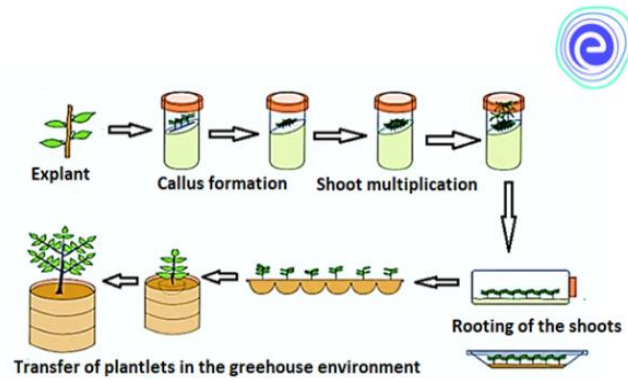 Explant
Callus formation
Shoot multiplication
Rooting of the shoots
Transfer of plantlets in the greehouse environment